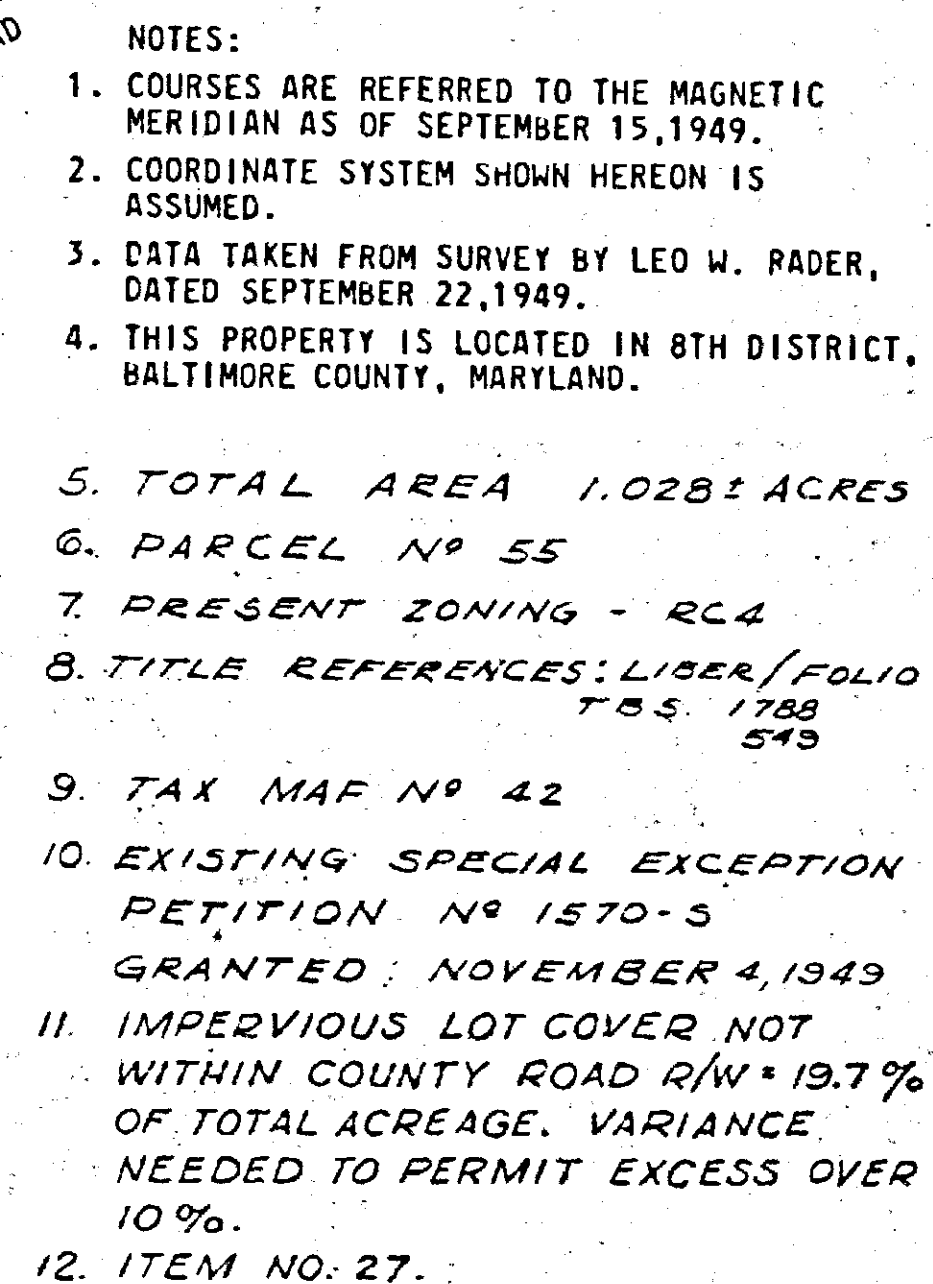 NOTES:
1. COURSES ARE REFERRED TO THE MAGNETIC
MERIDIAN AS OF SEPTEMBER 15,1949.
2. COORDINATE SYSTEM SHOWN HEREON IS
ASSUMED.
3. DATA TAKEN FROM SURVEY BY LEO W. RADER,
DATED SEPTEMBER 22,1949.
4. THIS PROPERTY IS LOCATED IN 8TH DISTRICT,
BALTIMORE COUNTY, MARYLAND.
5. TOTAL AREA 1.028± ACRES
6. PARCEL Nº 55
7. PRESENT ZONING - RC4
8. TITLE REFERENCES: LIBER/FOLIO
TBS. 1788
549
9. TAX MAP Nº 42
10. EXISTING SPECIAL EXCEPTION
PETITION Nº 1570-S
GRANTED: NOVEMBER 4, 1949
11. IMPERVIOUS LOT COVER NOT
WITHIN COUNTY ROAD R/W = 19.7%
OF TOTAL ACREAGE. VARIANCE
NEEDED TO PERMIT EXCESS OVER
10%.
12. ITEM NO: 27.